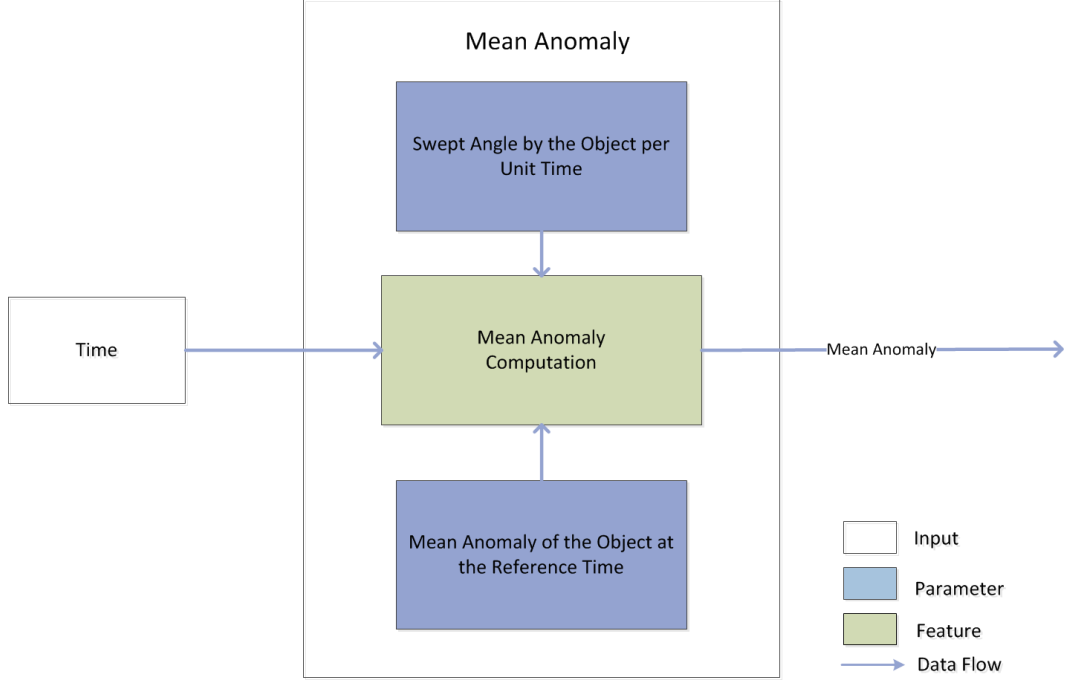 Mean Anomaly
Swept Angle by the Object per
Unit Time
Time
Mean Anomaly
Computation
Mean Anomaly
Mean Anomaly of the Object at
the Reference Time
Input
Parameter
Feature
Data Flow